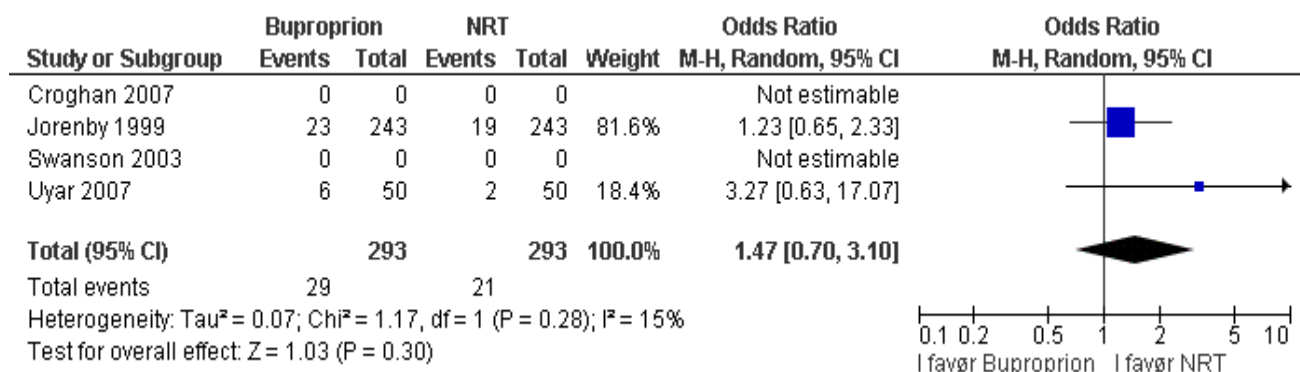 Buproprion NRT Odds Ratio Odds Ratio
Study or Subgroup Events Total Events Total Weight M-H, Random, 95% CI M-H, Random, 95% CI
Croghan 2007 0 0 0 0 Not estimable
Jorenby 1999 23 243 19 243 81.6% 1.23 [0.65, 2.33]
Swanson 2003 0 0 0 0 Not estimable
Uyar 2007 6 50 2 50 18.4% 3.27 [0.63, 17.07]
Total (95% CI) 293 293 100.0% 1.47 [0.70, 3.10]
Total events 29 21
Heterogeneity: Tau² = 0.07; Chi² = 1.17, df = 1 (P = 0.28); I² = 15%
Test for overall effect: Z = 1.03 (P = 0.30)
0.1 0.2 0.5 1 2 5 10
I favør Buproprion I favør NRT